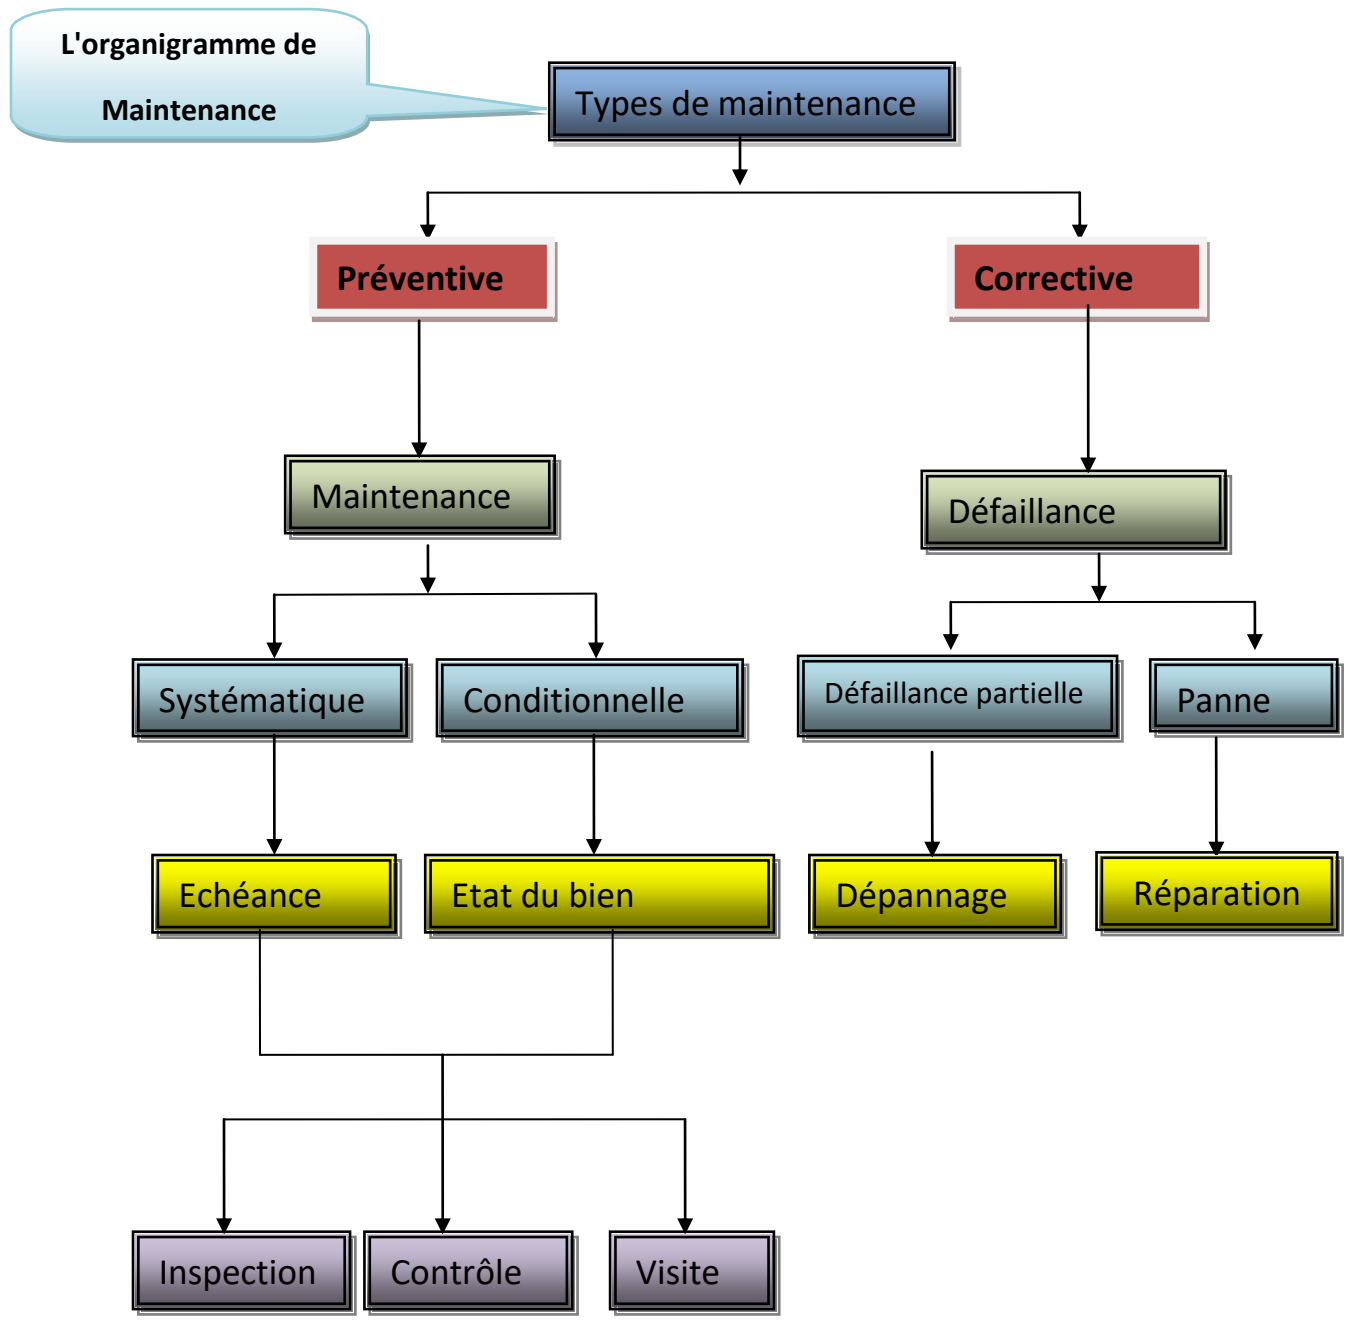 L'organigramme de
Maintenance
Types de maintenance
Préventive
Corrective
Maintenance
Défaillance
Systématique
Conditionnelle
Défaillance partielle
Panne
Echéance
Etat du bien
Dépannage
Réparation
Inspection
Contrôle
Visite